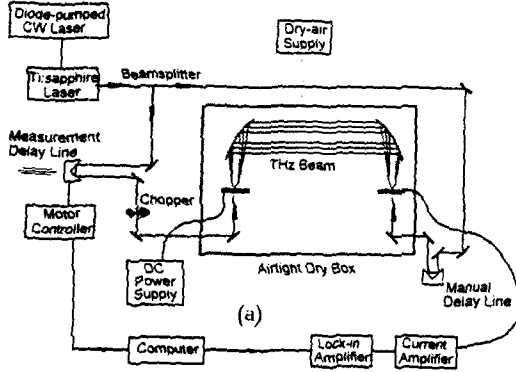 Diode-pumped
CW Laser
Dry-air
Supply
Ti:sapphire
Laser
Beamsplitter
Measurement
Delay Line
THz Beam
Chopper
Motor
Controller
DC
Power
Supply
Airtight Dry Box
Manual
Delay Line
(a)
Computer
Lock-in
Amplifier
Current
Amplifier